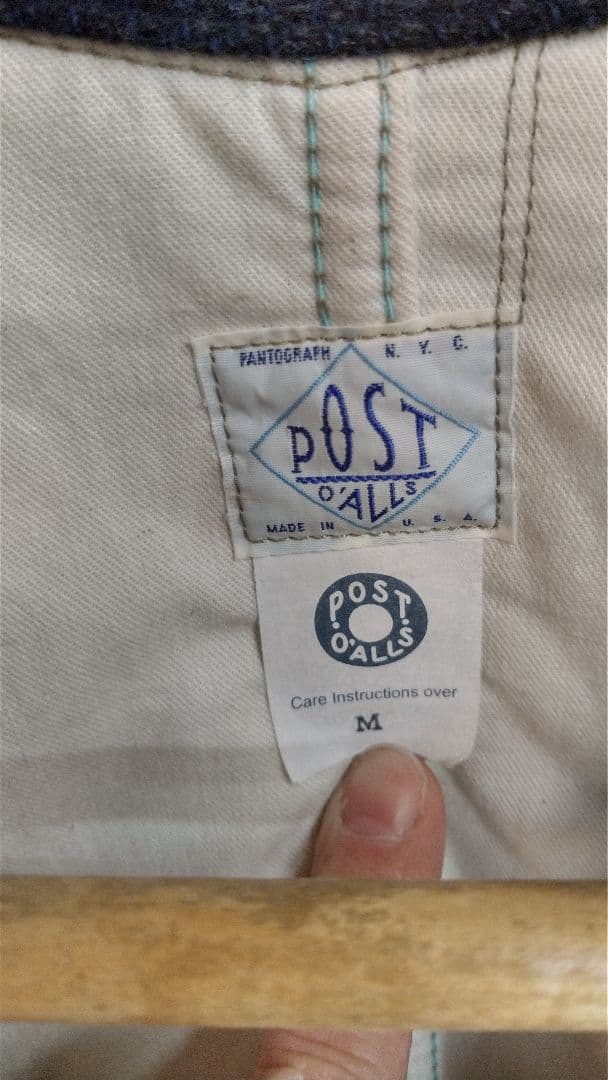 PANTOGRAPH N. Y. C.
POST
O'ALLS
MADE IN U. S. A.
POST
O'ALLS
Care Instructions over
M